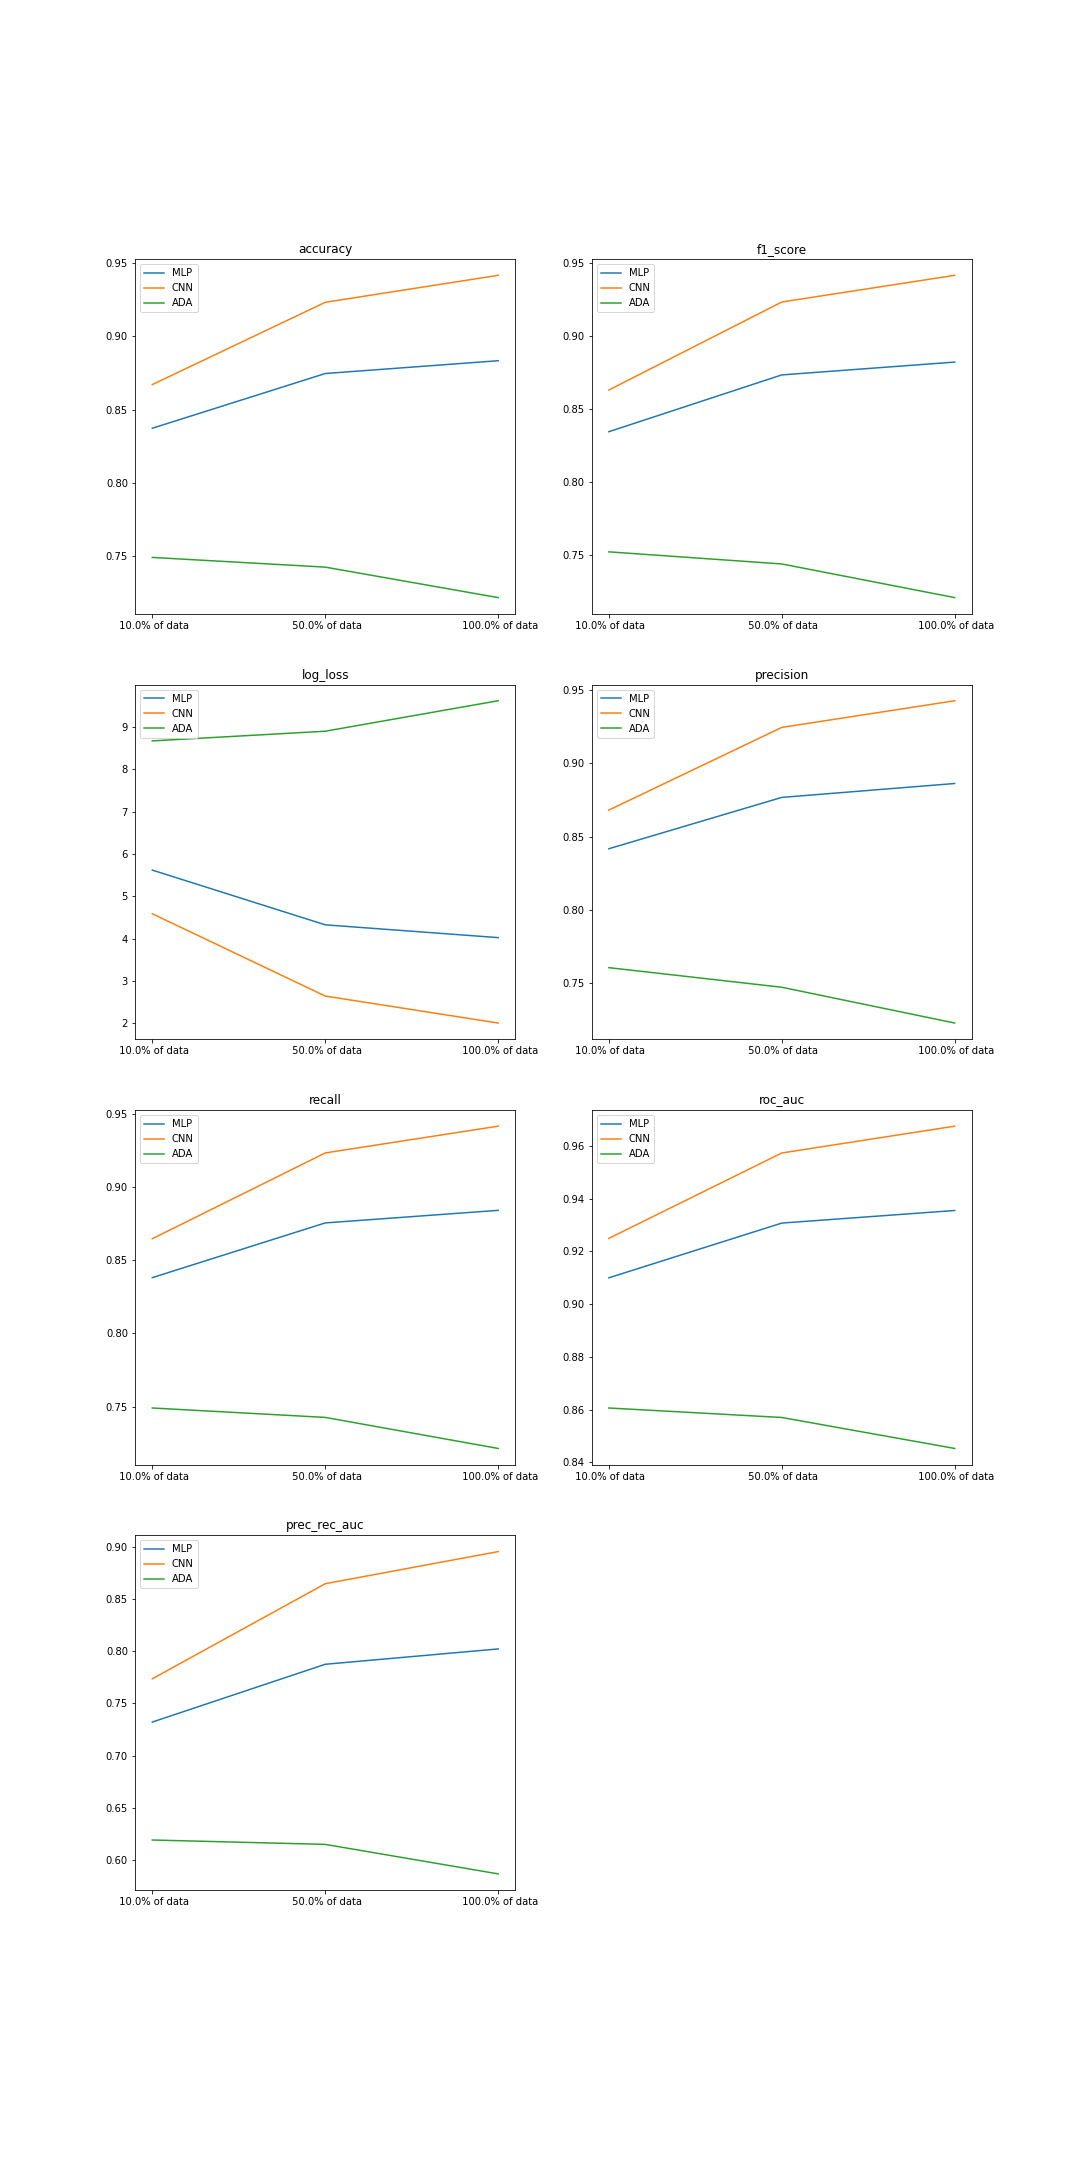 accuracy
0.95
0.90
0.85
0.80
0.75
MLP
CNN
ADA
10.0% of data 50.0% of data 100.0% of data
f1_score
0.95
0.90
0.85
0.80
0.75
MLP
CNN
ADA
10.0% of data 50.0% of data 100.0% of data
log_loss
9
8
7
6
5
4
3
2
MLP
CNN
ADA
10.0% of data 50.0% of data 100.0% of data
precision
0.95
0.90
0.85
0.80
0.75
MLP
CNN
ADA
10.0% of data 50.0% of data 100.0% of data
recall
0.95
0.90
0.85
0.80
0.75
MLP
CNN
ADA
10.0% of data 50.0% of data 100.0% of data
roc_auc
0.96
0.94
0.92
0.90
0.88
0.86
0.84
MLP
CNN
ADA
10.0% of data 50.0% of data 100.0% of data
prec_rec_auc
0.90
0.85
0.80
0.75
0.70
0.65
0.60
MLP
CNN
ADA
10.0% of data 50.0% of data 100.0% of data